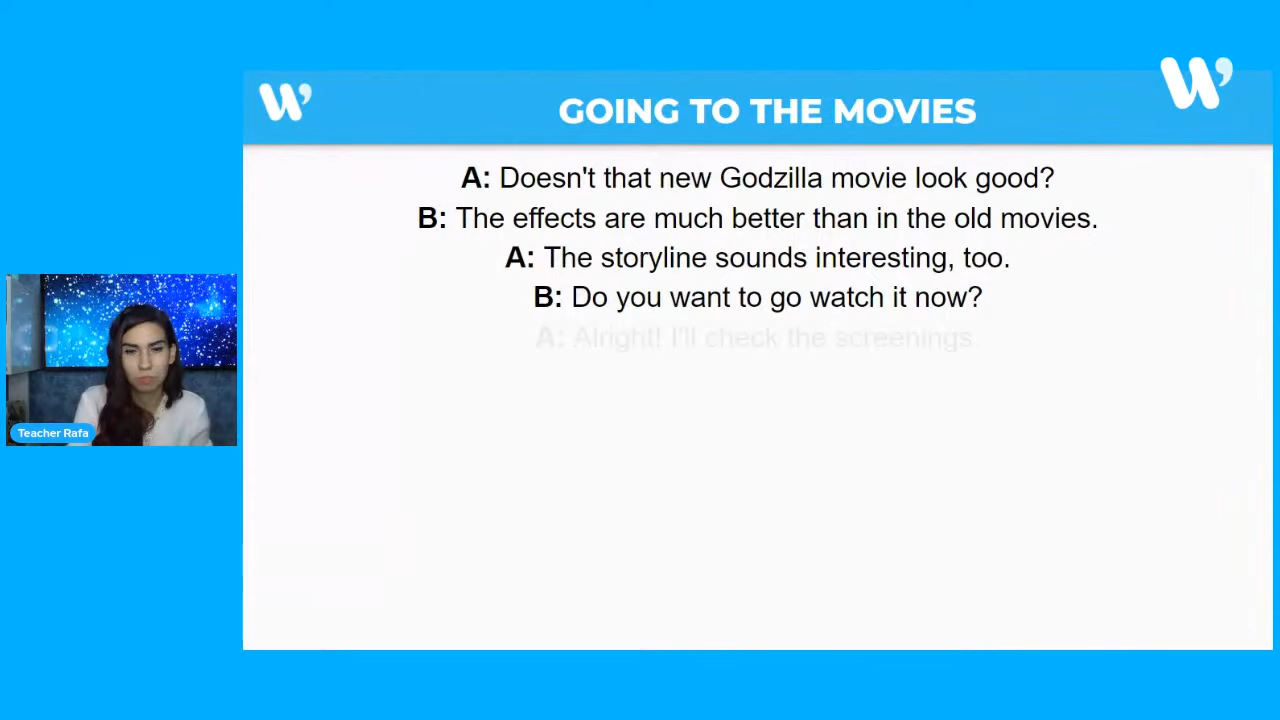 GOING TO THE MOVIES
A: Doesn't that new Godzilla movie look good?
B: The effects are much better than in the old movies.
A: The storyline sounds interesting, too.
B: Do you want to go watch it now?
A: Alright! I'll check the screenings.
Teacher Rafa